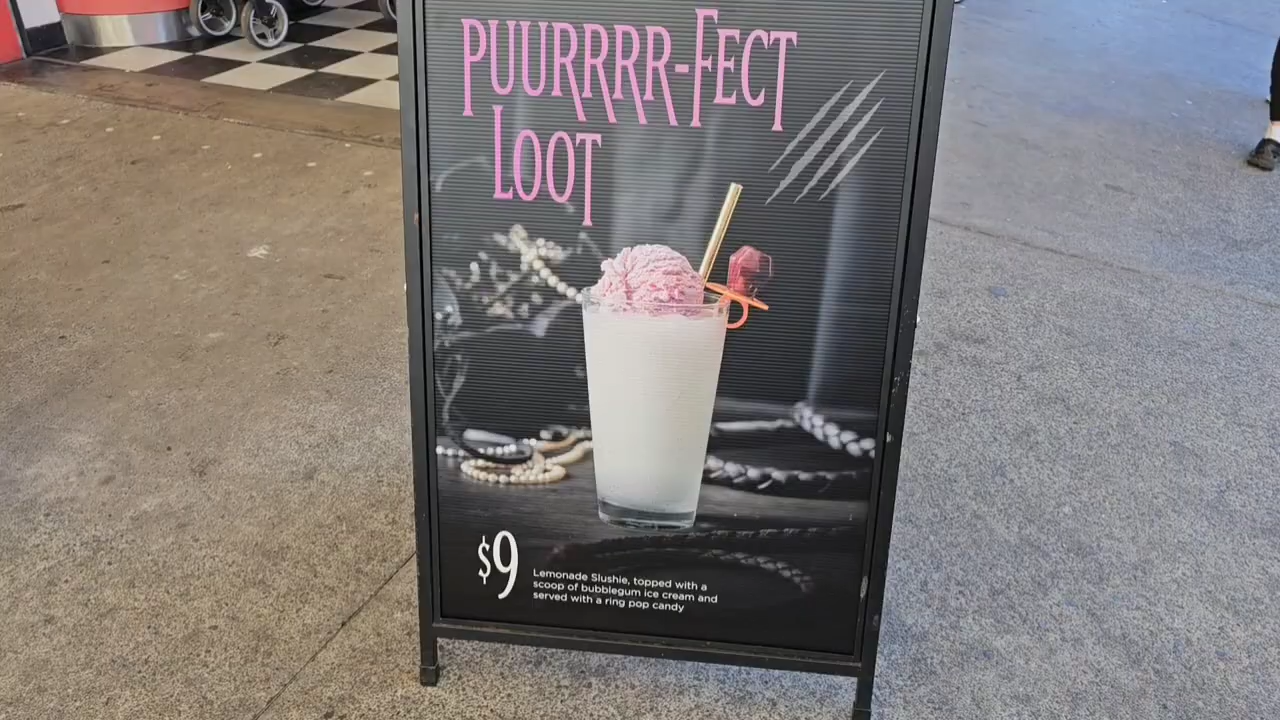 PUURRRR-FECT
LOOT
$9
Lemonade Slushie, topped with a
scoop of bubblegum ice cream and
served with a ring pop candy